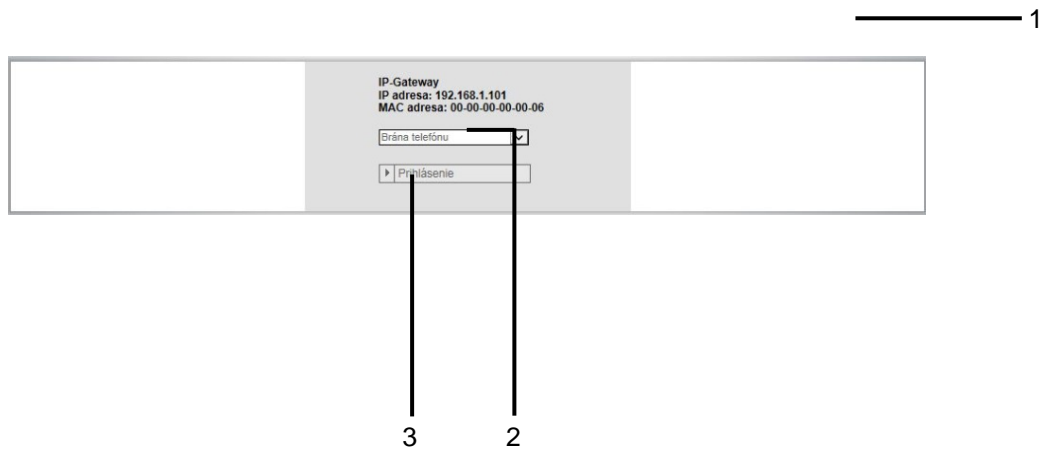 1
IP-Gateway
IP adresa: 192.168.1.101
MAC adresa: 00-00-00-00-00-06
Brána telefónu
Prihlásenie
3 2